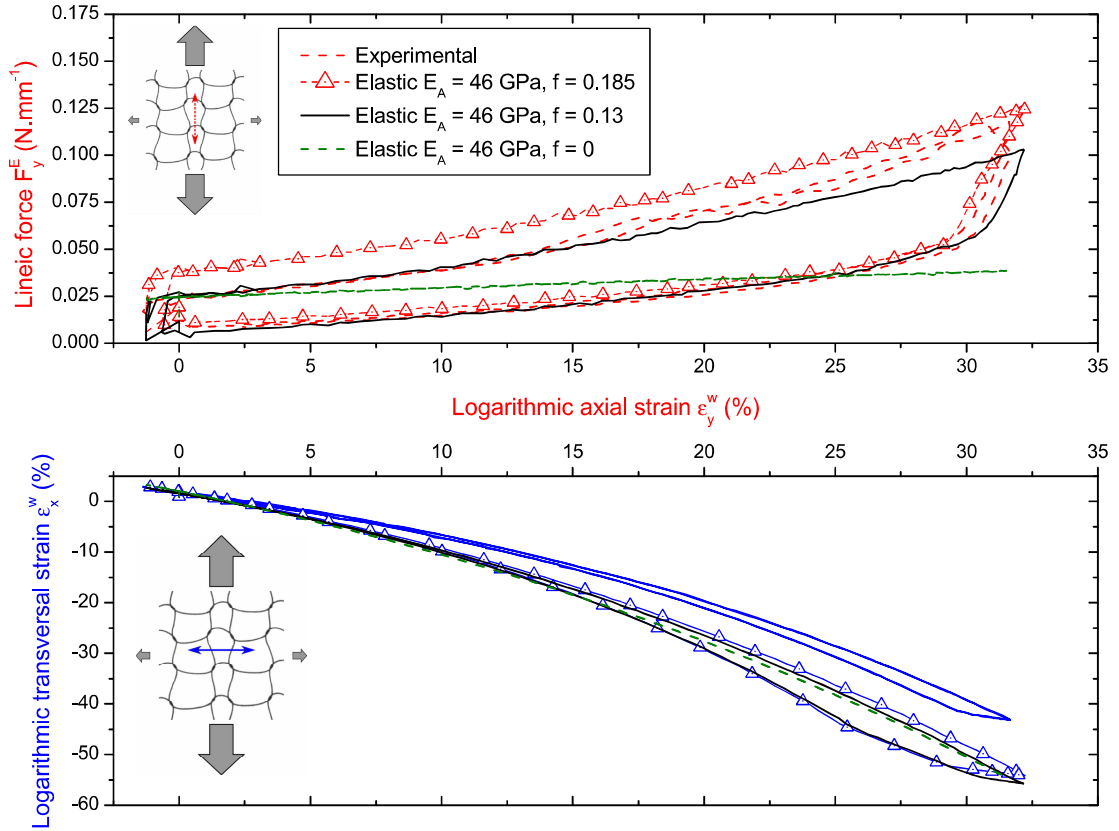 0.175
0.150
0.125
0.100
0.075
0.050
0.025
0.000
Lineic force F_y^E (N.mm⁻¹)
Experimental
Elastic E_A = 46 GPa, f = 0.185
Elastic E_A = 46 GPa, f = 0.13
Elastic E_A = 46 GPa, f = 0
0 5 10 15 20 25 30 35
Logarithmic axial strain ε_y^w (%)
0 5 10 15 20 25 30 35
Logarithmic transversal strain ε_x^w (%)
0
-10
-20
-30
-40
-50
-60